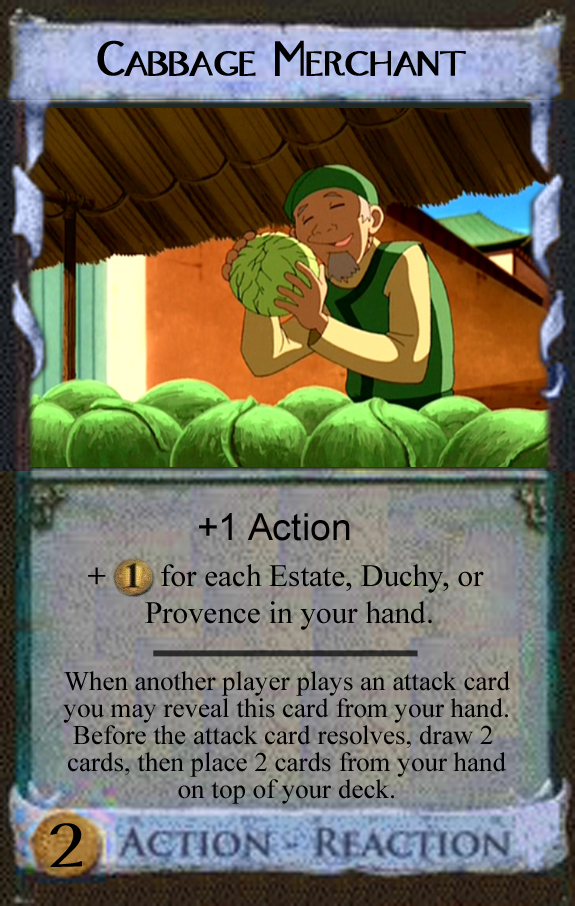 Cabbage Merchant
+1 Action
+ 1 for each Estate, Duchy, or
Provence in your hand.
When another player plays an attack card
you may reveal this card from your hand.
Before the attack card resolves, draw 2
cards, then place 2 cards from your hand
on top of your deck.
2 Action - Reaction